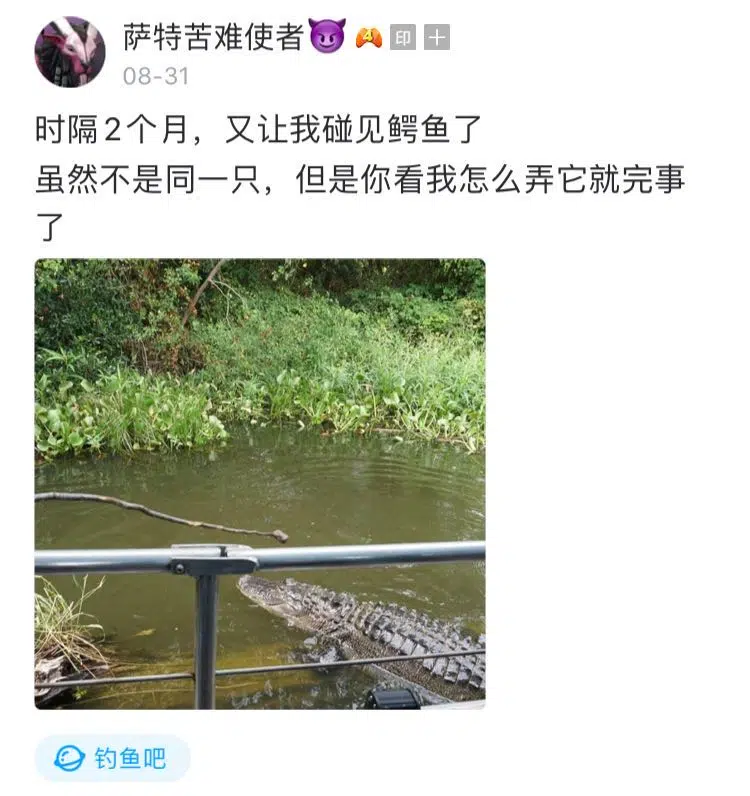 萨特苦难使者😈 4 印 十
08-31
时隔2个月，又让我碰见鳄鱼了
虽然不是同一只，但是你看我怎么弄它就完事
了
钓鱼吧